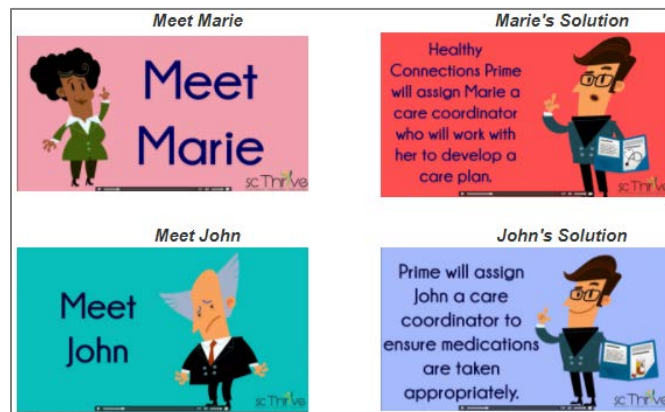 Meet Marie
Meet
Marie
sc Thrive
Marie's Solution
Healthy
Connections Prime
will assign Marie a
care coordinator
who will work with
her to develop a
care plan.
sc Thrive
Meet John
Meet
John
sc Thrive
John's Solution
Prime will assign
John a care
coordinator to
ensure medications
are taken
appropriately.
sc Thrive